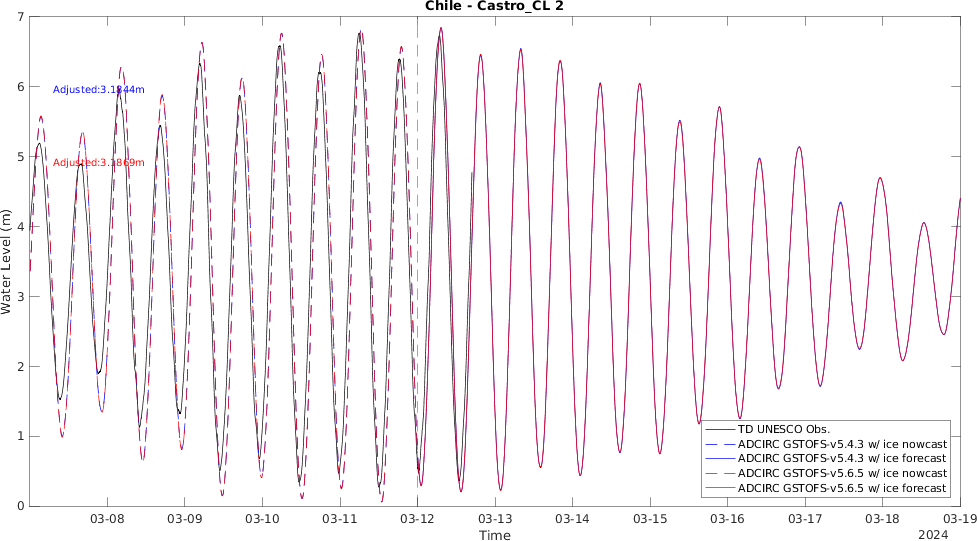 Chile - Castro_CL 2
7
6
5
4
3
2
1
0
Water Level (m)
Adjusted:3.1844m
Adjusted:3.1869m
TD UNESCO Obs.
ADCIRC GSTOFS-v5.4.3 w/ ice nowcast
ADCIRC GSTOFS-v5.4.3 w/ ice forecast
ADCIRC GSTOFS-v5.6.5 w/ ice nowcast
ADCIRC GSTOFS-v5.6.5 w/ ice forecast
03-08 03-09 03-10 03-11 03-12 03-13 03-14 03-15 03-16 03-17 03-18 03-19
Time
2024